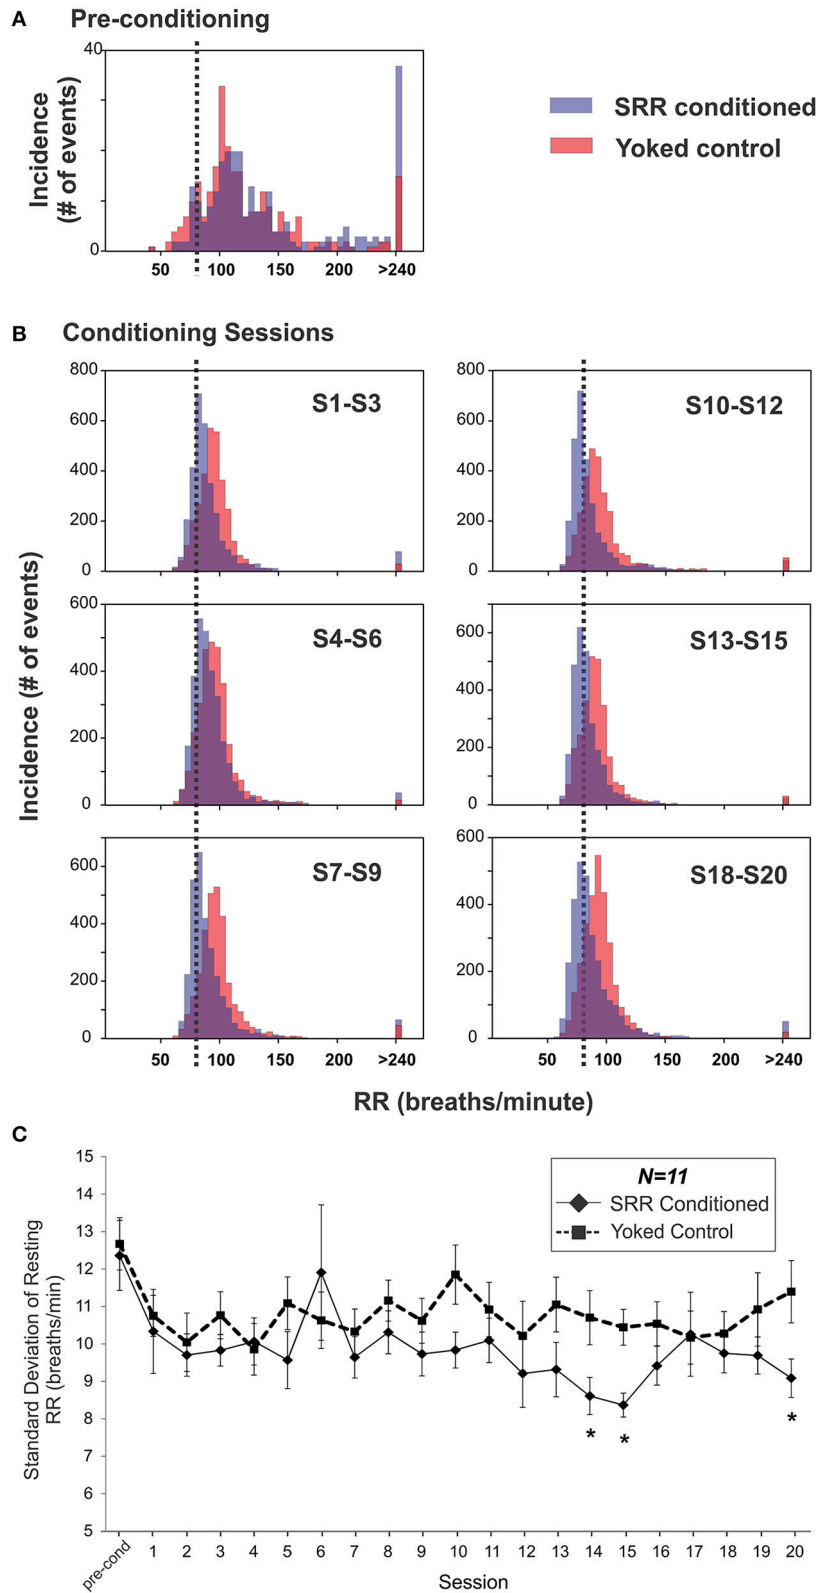 A Pre-conditioning
Incidence
(# of events)
40
0
50 100 150 200 >240
SRR conditioned
Yoked control
B Conditioning Sessions
Incidence (# of events)
800
600
400
200
0
S1-S3
800
600
400
200
0
S10-S12
600
400
200
0
S4-S6
600
400
200
0
S13-S15
600
400
200
0
S7-S9
50 100 150 200 >240
600
400
200
0
S18-S20
50 100 150 200 >240
RR (breaths/minute)
C
Standard Deviation of Resting
RR (breaths/min)
15
14
13
12
11
10
9
8
7
6
5
N=11
SRR Conditioned
Yoked Control
* * *
pre-cond 1 2 3 4 5 6 7 8 9 10 11 12 13 14 15 16 17 18 19 20
Session